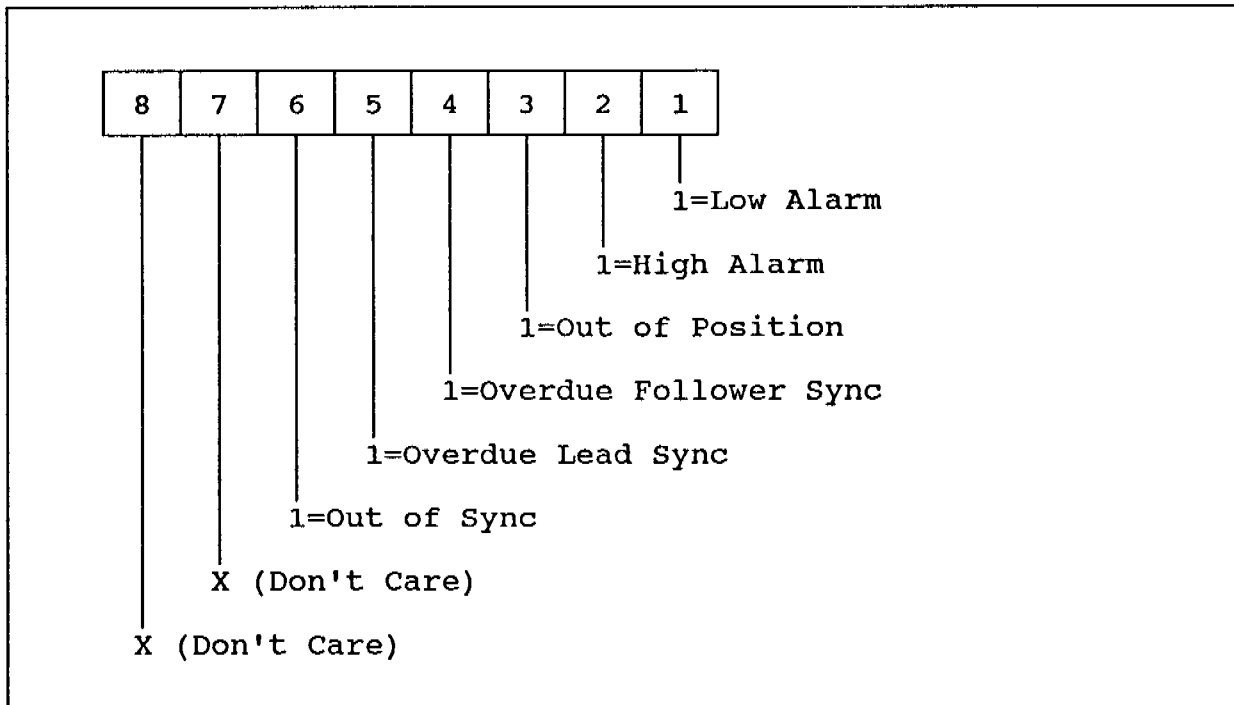 8 7 6 5 4 3 2 1
1=Low Alarm
1=High Alarm
1=Out of Position
1=Overdue Follower Sync
1=Overdue Lead Sync
1=Out of Sync
X (Don't Care)
X (Don't Care)